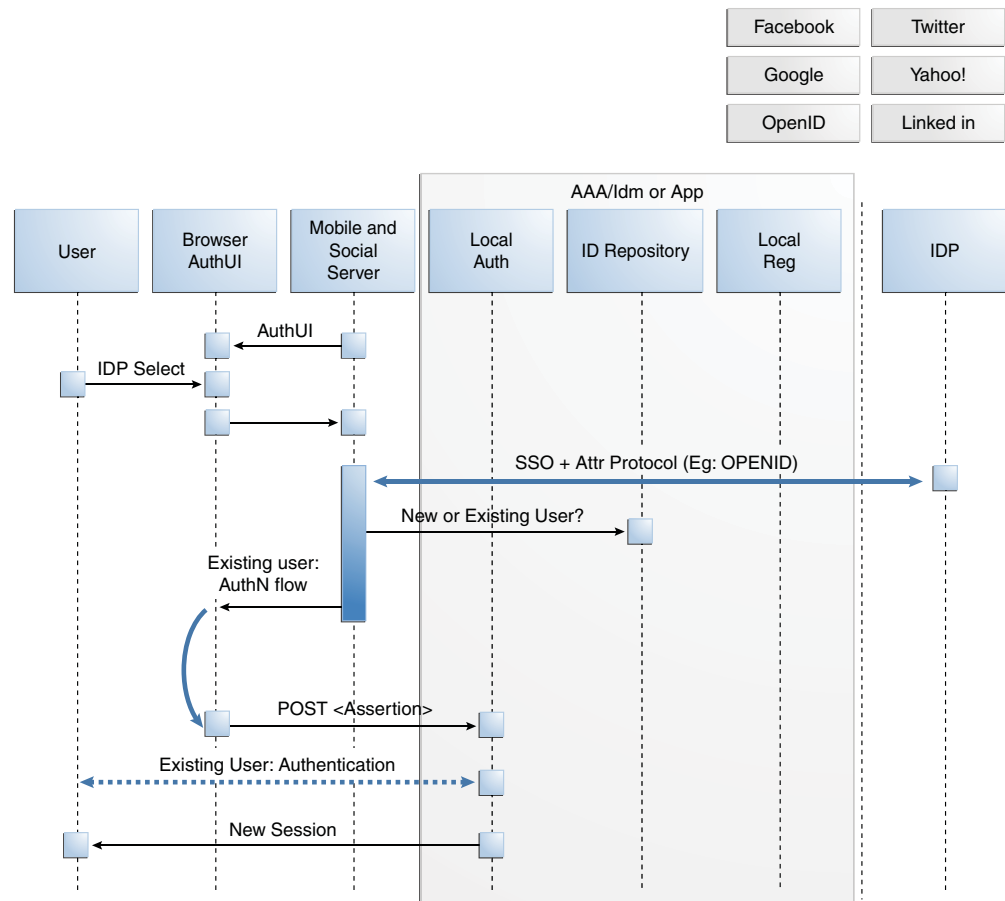 Facebook
Twitter
Google
Yahoo!
OpenID
Linked in
AAA/Idm or App
User
Browser
AuthUI
Mobile and
Social
Server
Local
Auth
ID Repository
Local
Reg
IDP
AuthUI
IDP Select
SSO + Attr Protocol (Eg: OPENID)
New or Existing User?
Existing user:
AuthN flow
POST <Assertion>
Existing User: Authentication
New Session